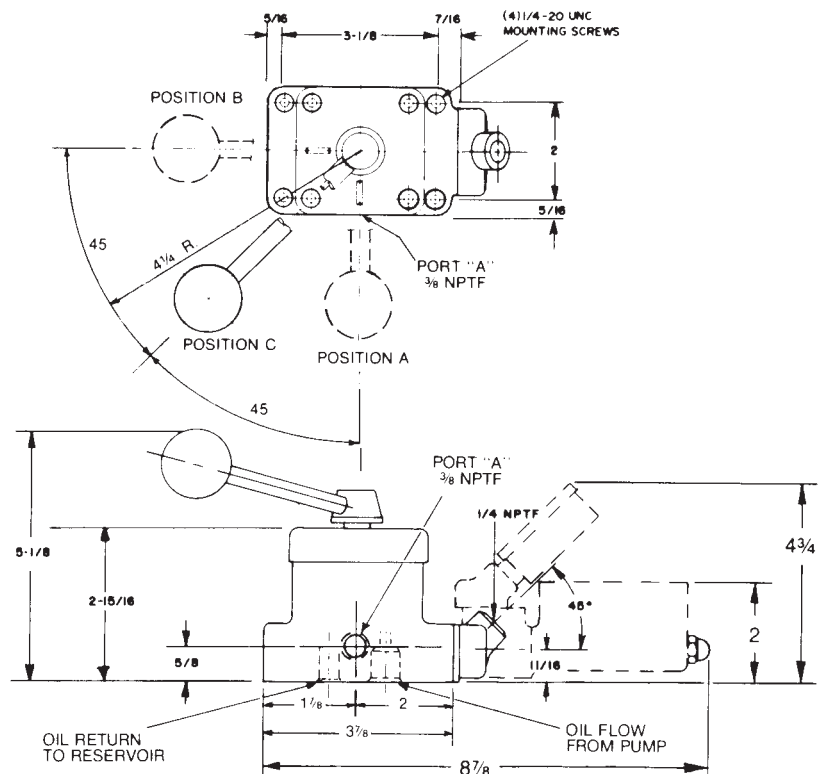 5/16
3-1/8
7/16
(4) 1/4-20 UNC
MOUNTING SCREWS
POSITION B
2
5/16
45
4¼ R.
PORT "A"
⅜ NPTF
POSITION C
POSITION A
45
PORT "A"
⅜ NPTF
1/4 NPTF
5-1/8
2-15/16
5/8
45°
4¾
2
11/16
1⅞
2
3⅞
OIL RETURN
TO RESERVOIR
OIL FLOW
FROM PUMP
8⅞